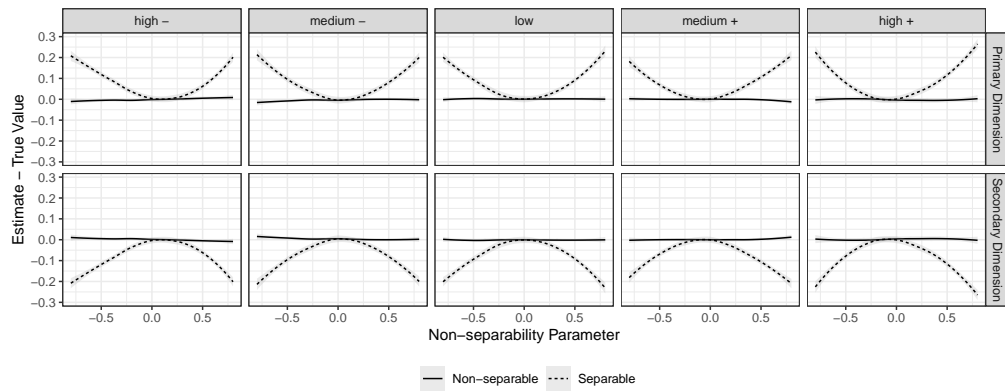 high − medium − low medium + high +
Estimate − True Value
0.3
0.2
0.1
0.0
−0.1
−0.2
−0.3
Primary Dimension
0.3
0.2
0.1
0.0
−0.1
−0.2
−0.3
Secondary Dimension
−0.5 0.0 0.5 −0.5 0.0 0.5 −0.5 0.0 0.5 −0.5 0.0 0.5 −0.5 0.0 0.5
Non−separability Parameter
Non−separable Separable